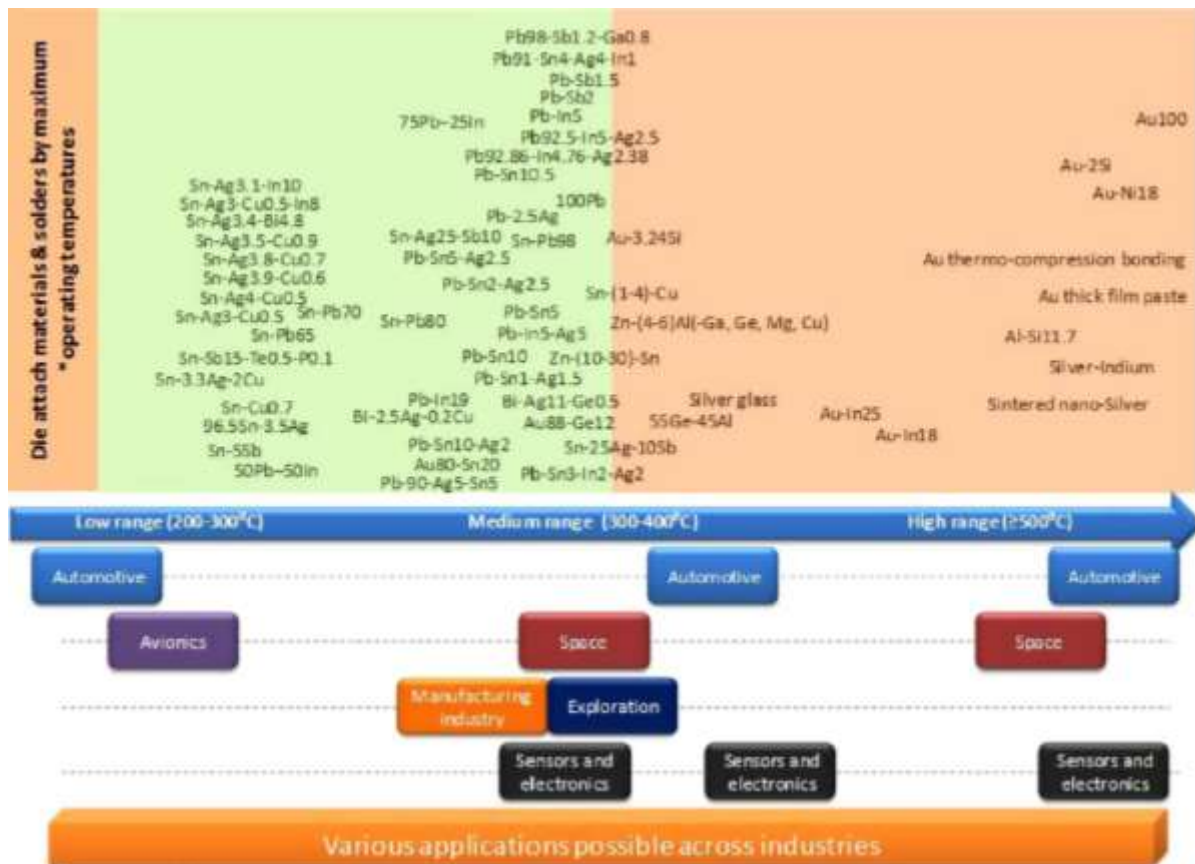 Die attach materials & solders by maximum
*operating temperatures
Pb98-Sb1.2-Ga0.8
Pb91-Sn4-Ag4-In1
Pb-Sb1.5
Pb-Sb2
Pb-In5
75Pb-25In
Au100
Pb92.5-In5-Ag2.5
Pb92.86-In4.76-Ag2.38
Au-2Si
Pb-Sn10.5
Sn-Ag3.1-In10
Au-Ni18
Sn-Ag3-Cu0.5-In8
100Pb
Sn-Ag3.4-Bi4.8
Pb-2.5Ag
Sn-Ag3.5-Cu0.9
Sn-Ag25-Sb10
Sn-Pb98
Au-3.24Si
Sn-Ag3.8-Cu0.7
Pb-Sn5-Ag2.5
Au thermo-compression bonding
Sn-Ag3.9-Cu0.6
Pb-Sn2-Ag2.5
Sn-Ag4-Cu0.5
Sn-(1-4)-Cu
Au thick film paste
Sn-Ag3-Cu0.5
Sn-Pb70
Sn-Pb80
Pb-Sn5
Zn-(4-6)Al(-Ga, Ge, Mg, Cu)
Sn-Pb65
Pb-In5-Ag5
Al-Si11.7
Sn-Sb15-Te0.5-P0.1
Pb-Sn10
Zn-(10-30)-Sn
Silver-Indium
Sn-3.3Ag-2Cu
Pb-Sn1-Ag1.5
Sn-Cu0.7
Pb-In19
Bi-Ag11-Ge0.5
Silver glass
Sintered nano-Silver
96.5Sn-3.5Ag
Bi-2.5Ag-0.2Cu
Au88-Ge12
55Ge-45Al
Au-In25
Au-In18
Sn-5Sb
Pb-Sn10-Ag2
Sn-25Ag-10Sb
50Pb-50In
Au80-Sn20
Pb-Sn3-In2-Ag2
Pb-90-Ag5-Sn5
Low range (200-300°C)
Medium range (300-400°C)
High range (≥500°C)
Automotive
Automotive
Automotive
Avionics
Space
Space
Manufacturing
industry
Exploration
Sensors and
electronics
Sensors and
electronics
Sensors and
electronics
Various applications possible across industries